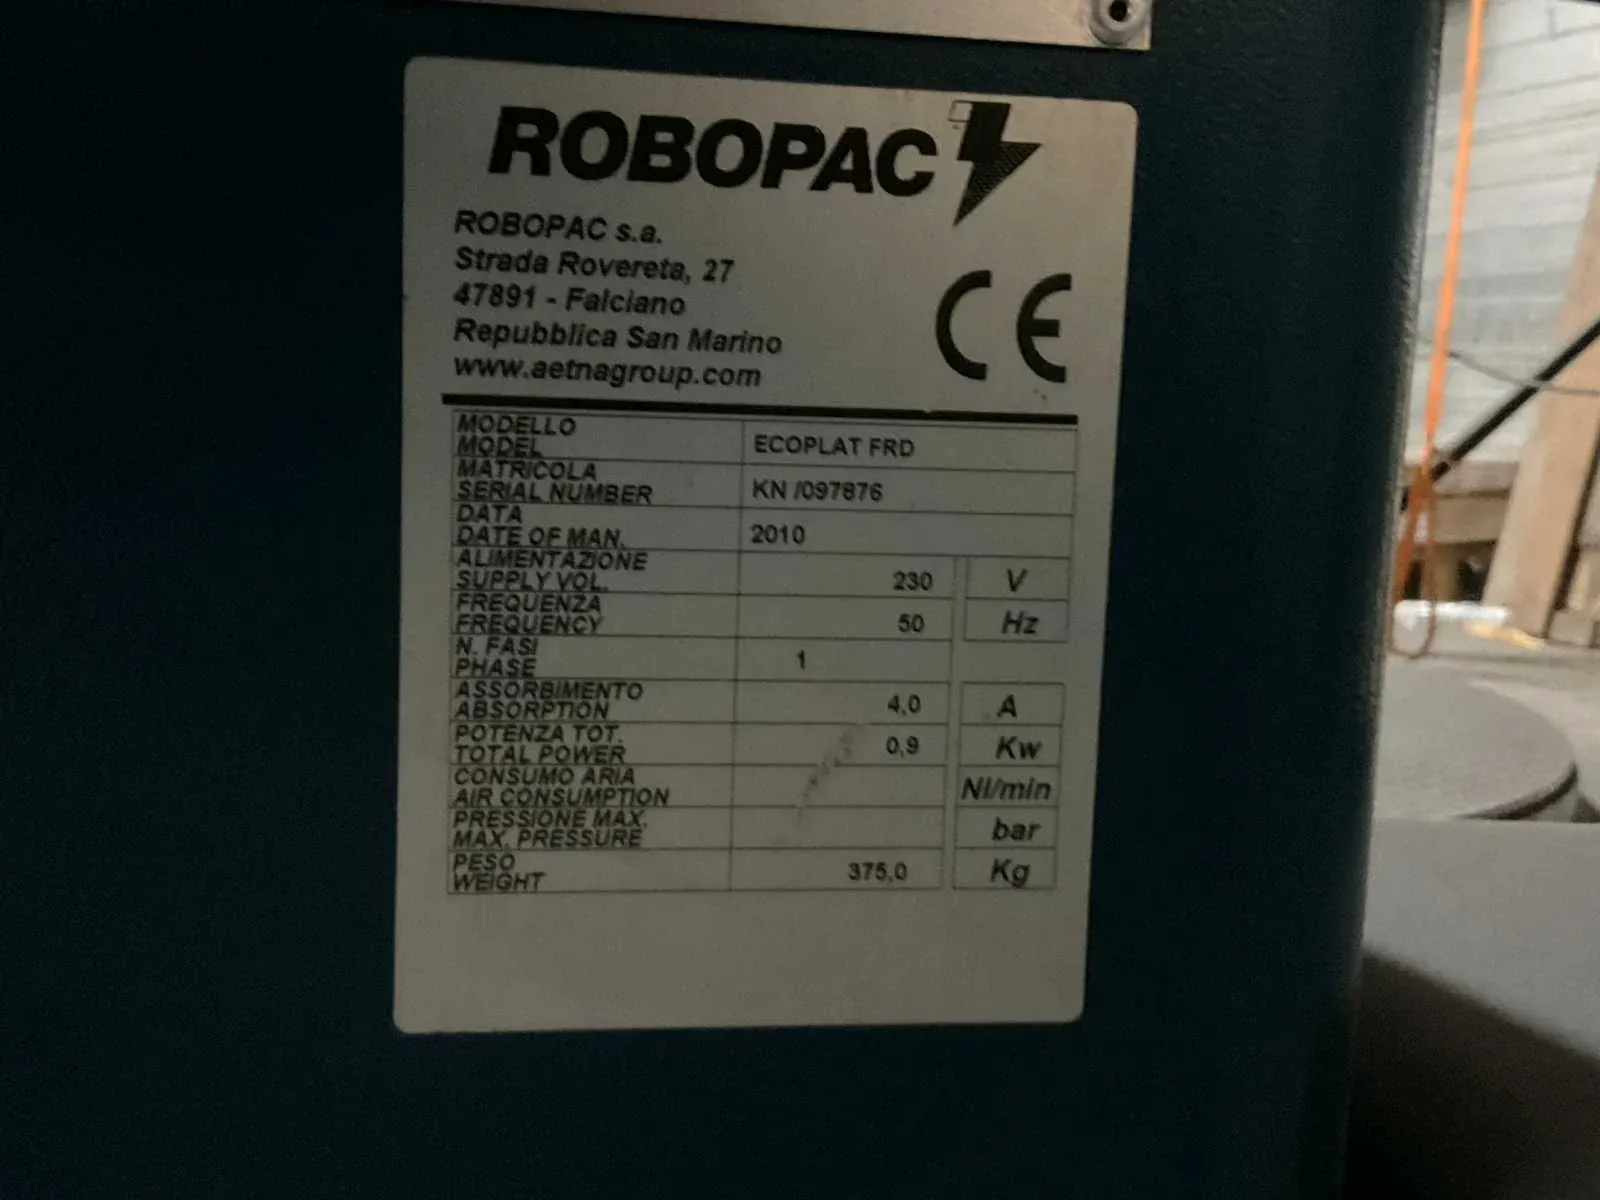 ROBOPAC
ROBOPAC s.a.
Strada Rovereta, 27
47891 - Falciano
Repubblica San Marino
www.aetnagroup.com
CE
MODELLO
MODEL
ECOPLAT FRD
MATRICOLA
SERIAL NUMBER
KN /097876
DATA
DATE OF MAN.
2010
ALIMENTAZIONE
SUPPLY VOL.
230 V
FREQUENZA
FREQUENCY
50 Hz
N. FASI
PHASE
1
ASSORBIMENTO
ABSORPTION
4,0 A
POTENZA TOT.
TOTAL POWER
0,9 Kw
CONSUMO ARIA
AIR CONSUMPTION
Nl/min
PRESSIONE MAX.
MAX. PRESSURE
bar
PESO
WEIGHT
375,0 Kg